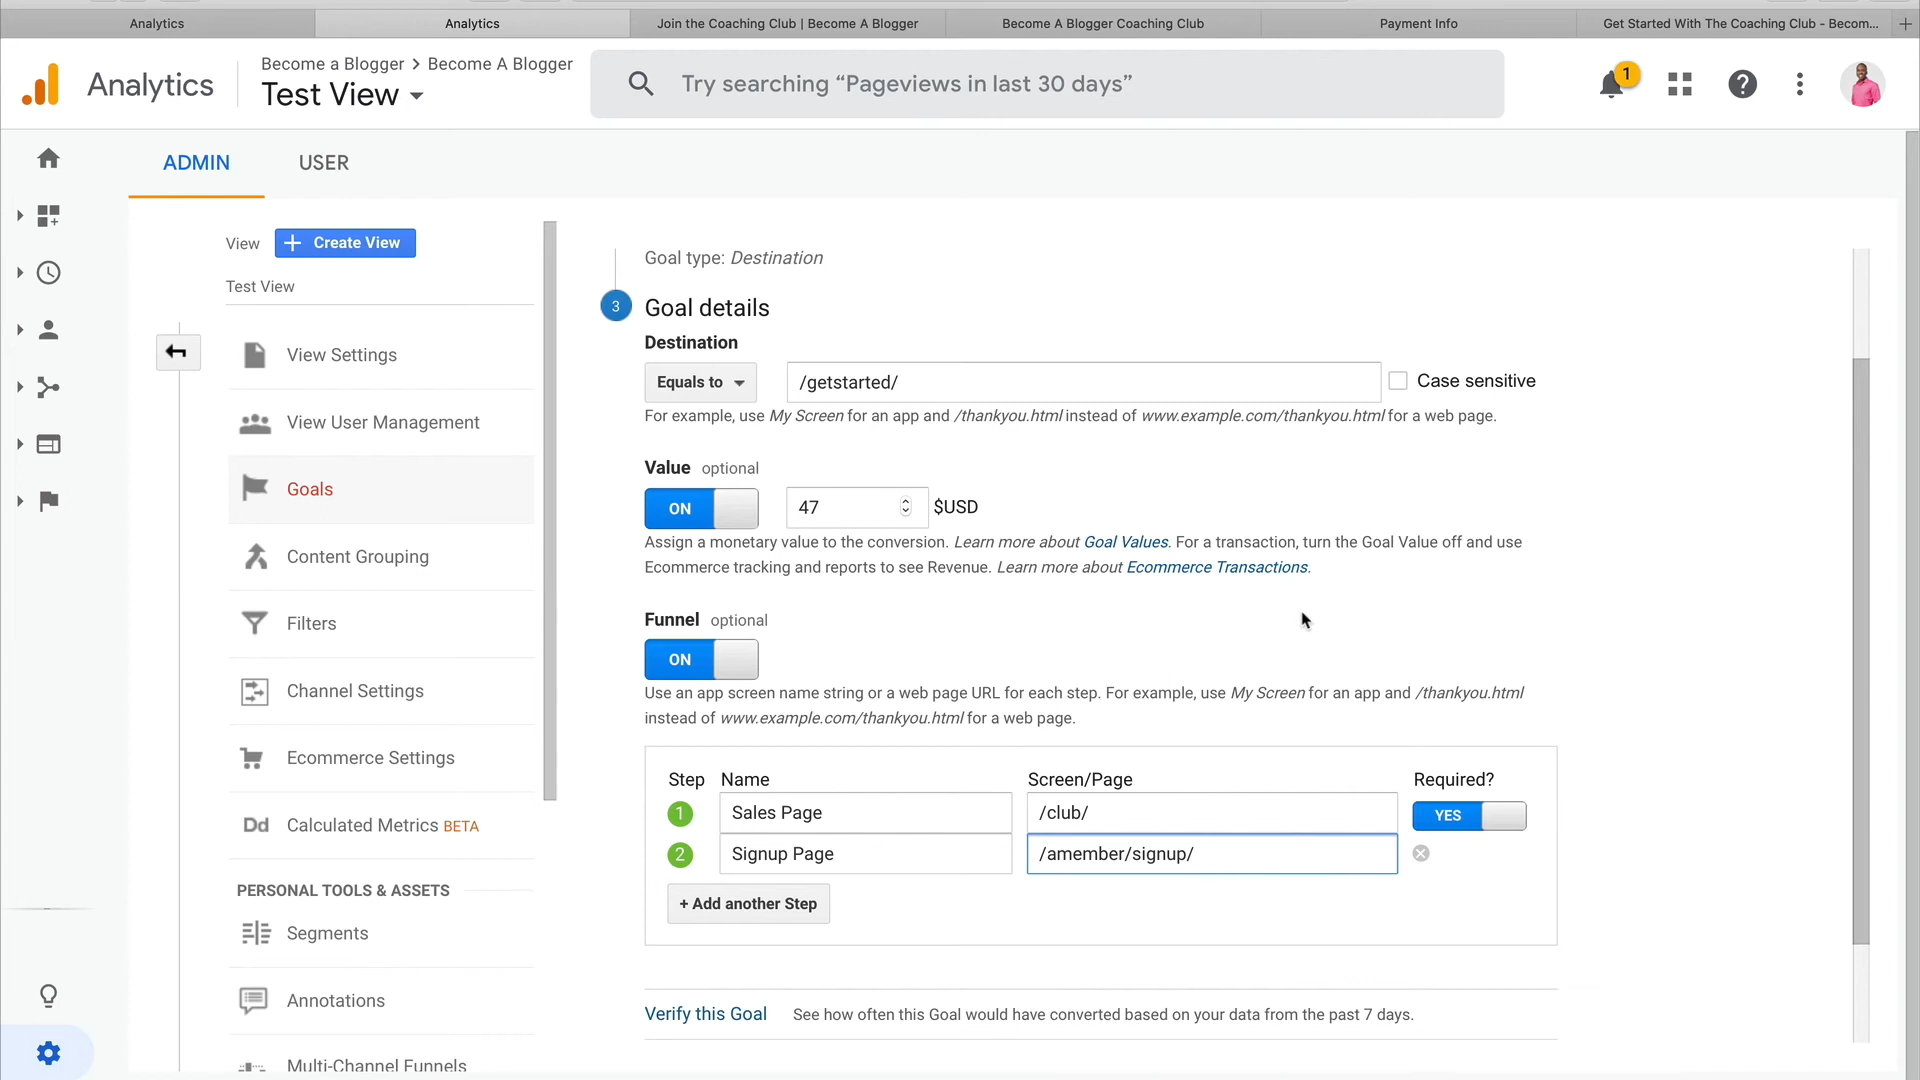 Analytics
Analytics
Join the Coaching Club | Become A Blogger
Become A Blogger Coaching Club
Payment Info
Get Started With The Coaching Club - Becom...
Analytics
Become a Blogger > Become A Blogger
Test View
Try searching “Pageviews in last 30 days”
1
ADMIN
USER
View
+ Create View
Test View
View Settings
View User Management
Goals
Content Grouping
Filters
Channel Settings
Ecommerce Settings
Dd Calculated Metrics BETA
PERSONAL TOOLS & ASSETS
Segments
Annotations
Multi-Channel Funnels
Goal type: Destination
3 Goal details
Destination
Equals to /getstarted/ Case sensitive
For example, use My Screen for an app and /thankyou.html instead of www.example.com/thankyou.html for a web page.
Value optional
ON 47 $USD
Assign a monetary value to the conversion. Learn more about Goal Values. For a transaction, turn the Goal Value off and use
Ecommerce tracking and reports to see Revenue. Learn more about Ecommerce Transactions.
Funnel optional
ON
Use an app screen name string or a web page URL for each step. For example, use My Screen for an app and /thankyou.html
instead of www.example.com/thankyou.html for a web page.
Step Name Screen/Page Required?
1 Sales Page /club/ YES
2 Signup Page /amember/signup/
+ Add another Step
Verify this Goal See how often this Goal would have converted based on your data from the past 7 days.